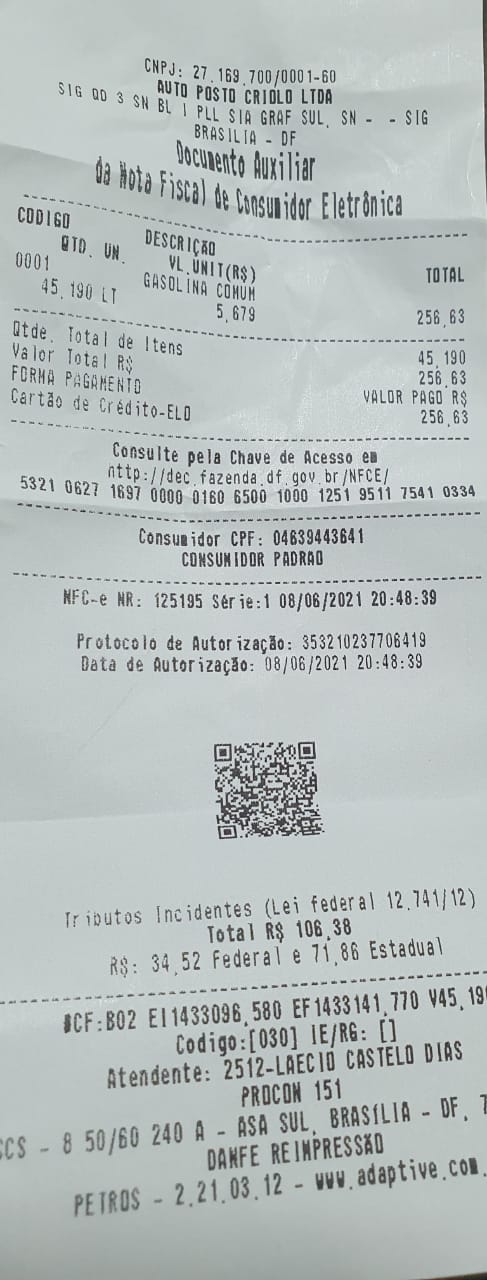 CNPJ: 27.169.700/0001-60
AUTO POSTO CRIOLO LTDA
SIG QD 3 SN BL I PLL SIA GRAF SUL, SN - - SIG
BRASILIA - DF
Documento Auxiliar
da Nota Fiscal de Consumidor Eletrônica
CODIGO DESCRIÇÃO
QTD. UN. VL.UNIT(R$) TOTAL
0001 GASOLINA COMUM
45,190 LT 5,679 256,63
Qtde. Total de Itens 45,190
Valor Total R$ 256,63
FORMA PAGAMENTO VALOR PAGO R$
Cartão de Crédito-ELO 256,63
Consulte pela Chave de Acesso em
http://dec.fazenda.df.gov.br/NFCE/
5321 0627 1697 0000 0160 6500 1000 1251 9511 7541 0334
Consumidor CPF: 04639443641
CONSUMIDOR PADRAO
NFC-e NR: 125195 Série:1 08/06/2021 20:48:39
Protocolo de Autorização: 353210237706419
Data de Autorização: 08/06/2021 20:48:39
Tributos Incidentes (Lei federal 12.741/12)
Total R$ 106,38
R$: 34,52 Federal e 71,86 Estadual
#CF:B02 EI1433096,580 EF1433141,770 V45,19
Codigo:[030] IE/RG: []
Atendente: 2512-LAECIO CASTELO DIAS
PROCON 151
SCS - 8 50/60 240 A - ASA SUL, BRASÍLIA - DF, 7
DANFE REIMPRESSÃO
PETROS - 2.21.03.12 - www.adaptive.com.